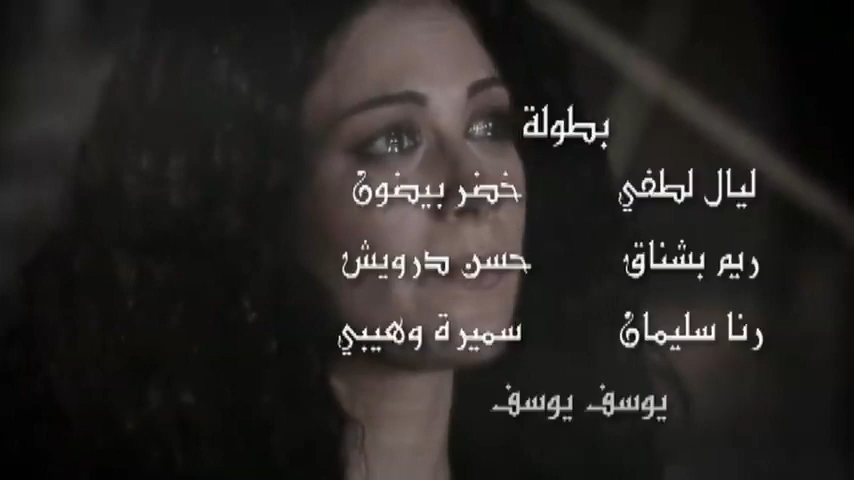 بطولة
ليال لطفي خضر بيضون
ريم بشناق حسن درويش
رنا سليمان سميرة وهيبي
يوسف يوسف